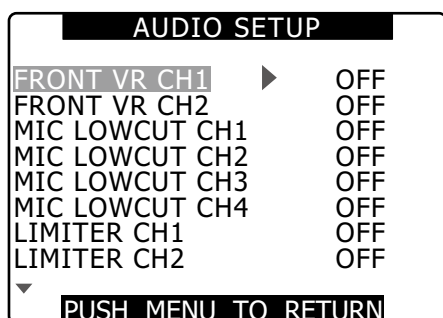 AUDIO SETUP
FRONT VR CH1 OFF
FRONT VR CH2 OFF
MIC LOWCUT CH1 OFF
MIC LOWCUT CH2 OFF
MIC LOWCUT CH3 OFF
MIC LOWCUT CH4 OFF
LIMITER CH1 OFF
LIMITER CH2 OFF
PUSH MENU TO RETURN